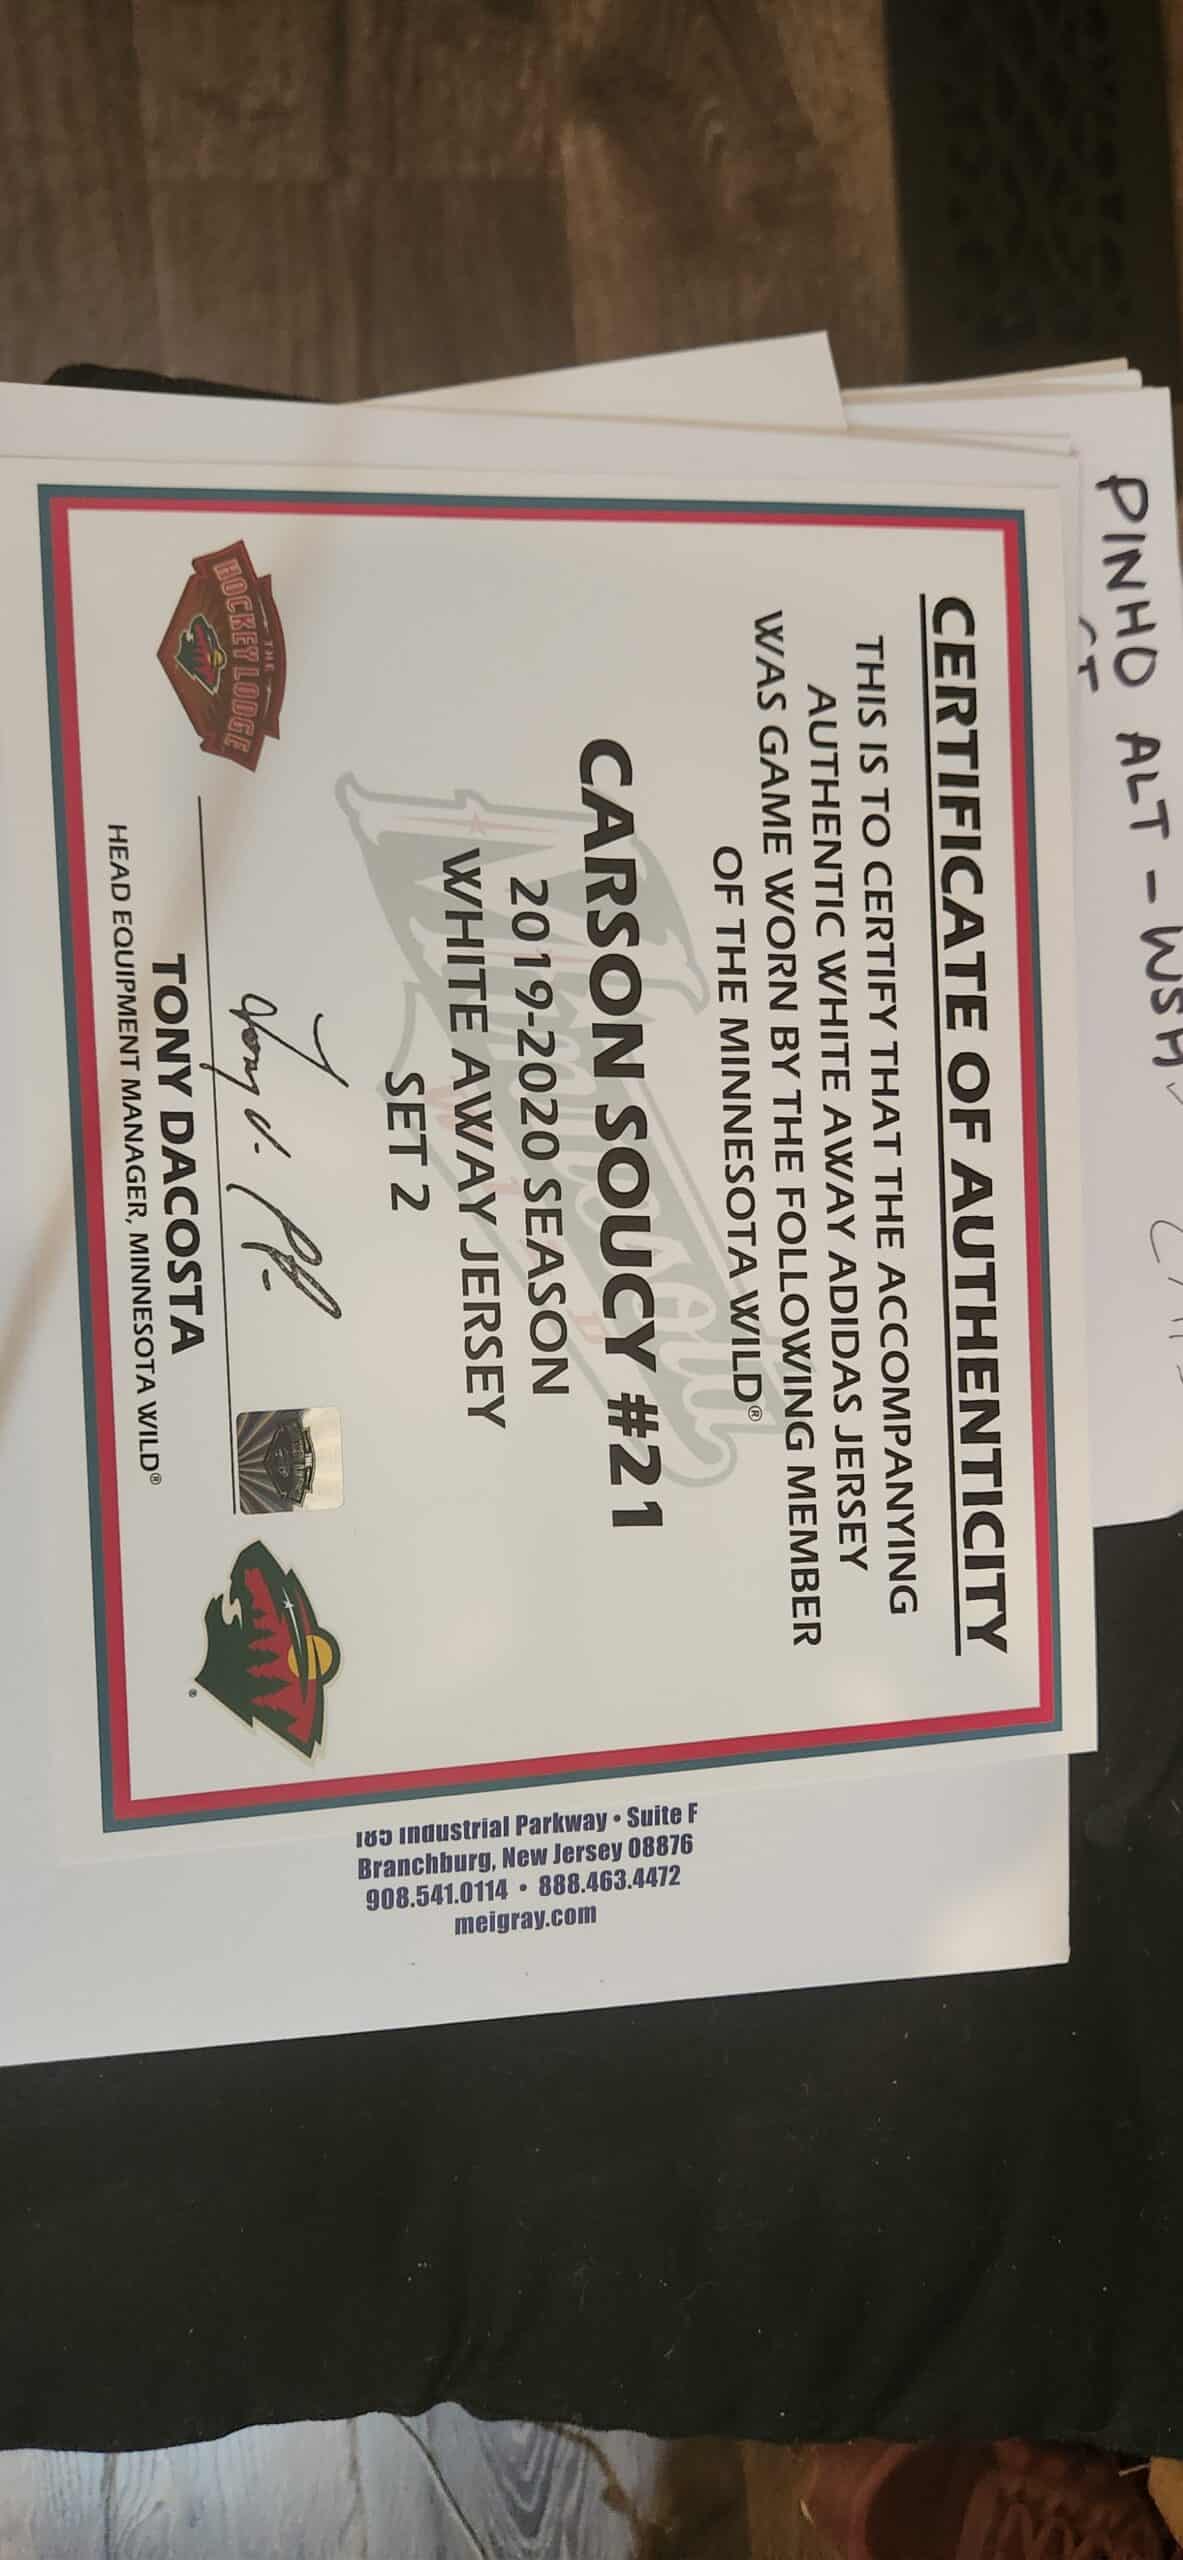 PINHO ALT - WSH
CERTIFICATE OF AUTHENTICITY
THIS IS TO CERTIFY THAT THE ACCOMPANYING
AUTHENTIC WHITE AWAY ADIDAS JERSEY
WAS GAME WORN BY THE FOLLOWING MEMBER
OF THE MINNESOTA WILD®
CARSON SOUCY #21
2019-2020 SEASON
WHITE AWAY JERSEY
SET 2
THE
HOCKEY LODGE
TONY DACOSTA
HEAD EQUIPMENT MANAGER, MINNESOTA WILD®
185 Industrial Parkway • Suite F
Branchburg, New Jersey 08876
908.541.0114 • 888.463.4472
meigray.com